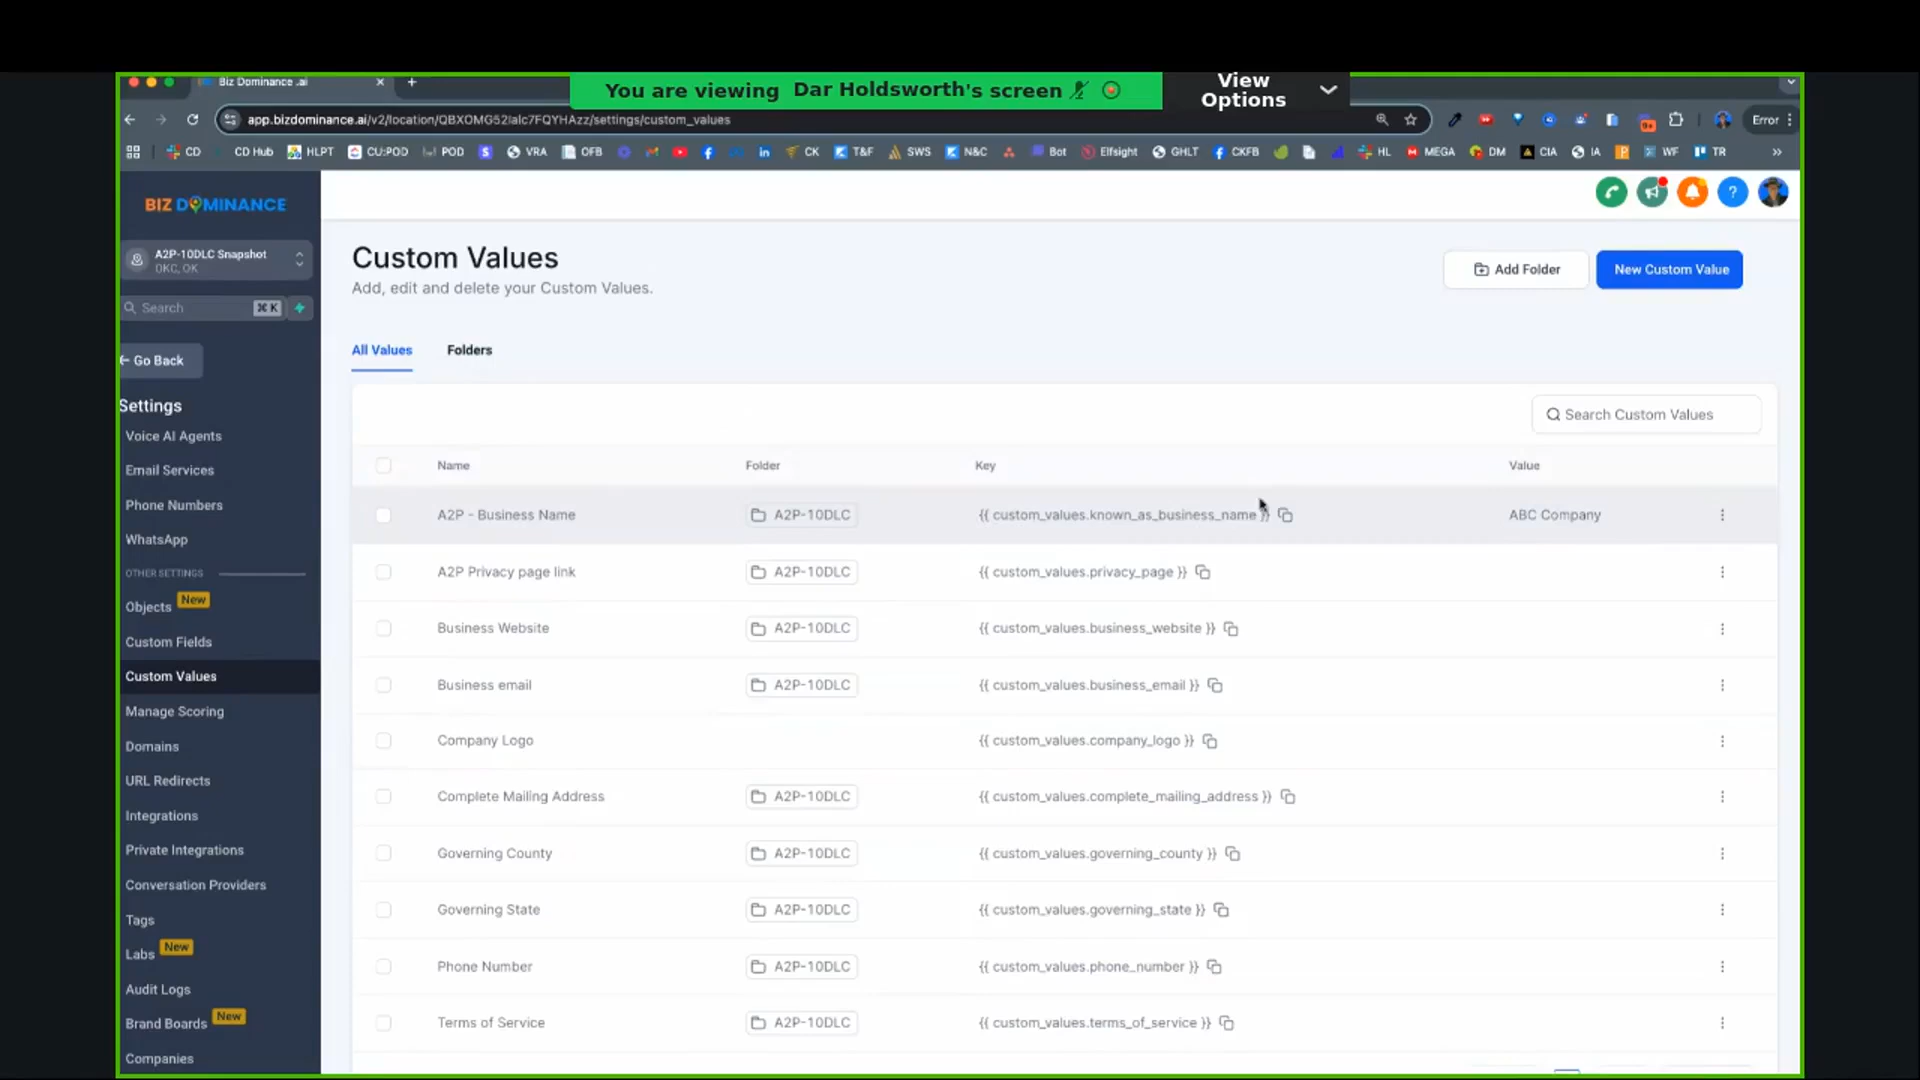 Biz Dominance .ai
You are viewing Dar Holdsworth's screen
View Options
app.bizdominance.ai/v2/location/QBXOMG52Ialc7FQYHAzz/settings/custom_values
Error
CD
CD Hub
HLPT
CU:POD
POD
VRA
OFB
CK
T&F
SWS
N&C
Bot
Elfsight
GHLT
CKFB
HL
MEGA
DM
CIA
IA
WF
TR
BIZ DOMINANCE
A2P-10DLC Snapshot
OKC, OK
Search ⌘ K
Go Back
Settings
Voice AI Agents
Email Services
Phone Numbers
WhatsApp
OTHER SETTINGS
Objects New
Custom Fields
Custom Values
Manage Scoring
Domains
URL Redirects
Integrations
Private Integrations
Conversation Providers
Tags
Labs New
Audit Logs
Brand Boards New
Companies
Custom Values
Add, edit and delete your Custom Values.
Add Folder
New Custom Value
All Values Folders
Search Custom Values
Name Folder Key Value
A2P - Business Name A2P-10DLC {{ custom_values.known_as_business_name }} ABC Company
A2P Privacy page link A2P-10DLC {{ custom_values.privacy_page }}
Business Website A2P-10DLC {{ custom_values.business_website }}
Business email A2P-10DLC {{ custom_values.business_email }}
Company Logo {{ custom_values.company_logo }}
Complete Mailing Address A2P-10DLC {{ custom_values.complete_mailing_address }}
Governing County A2P-10DLC {{ custom_values.governing_county }}
Governing State A2P-10DLC {{ custom_values.governing_state }}
Phone Number A2P-10DLC {{ custom_values.phone_number }}
Terms of Service A2P-10DLC {{ custom_values.terms_of_service }}